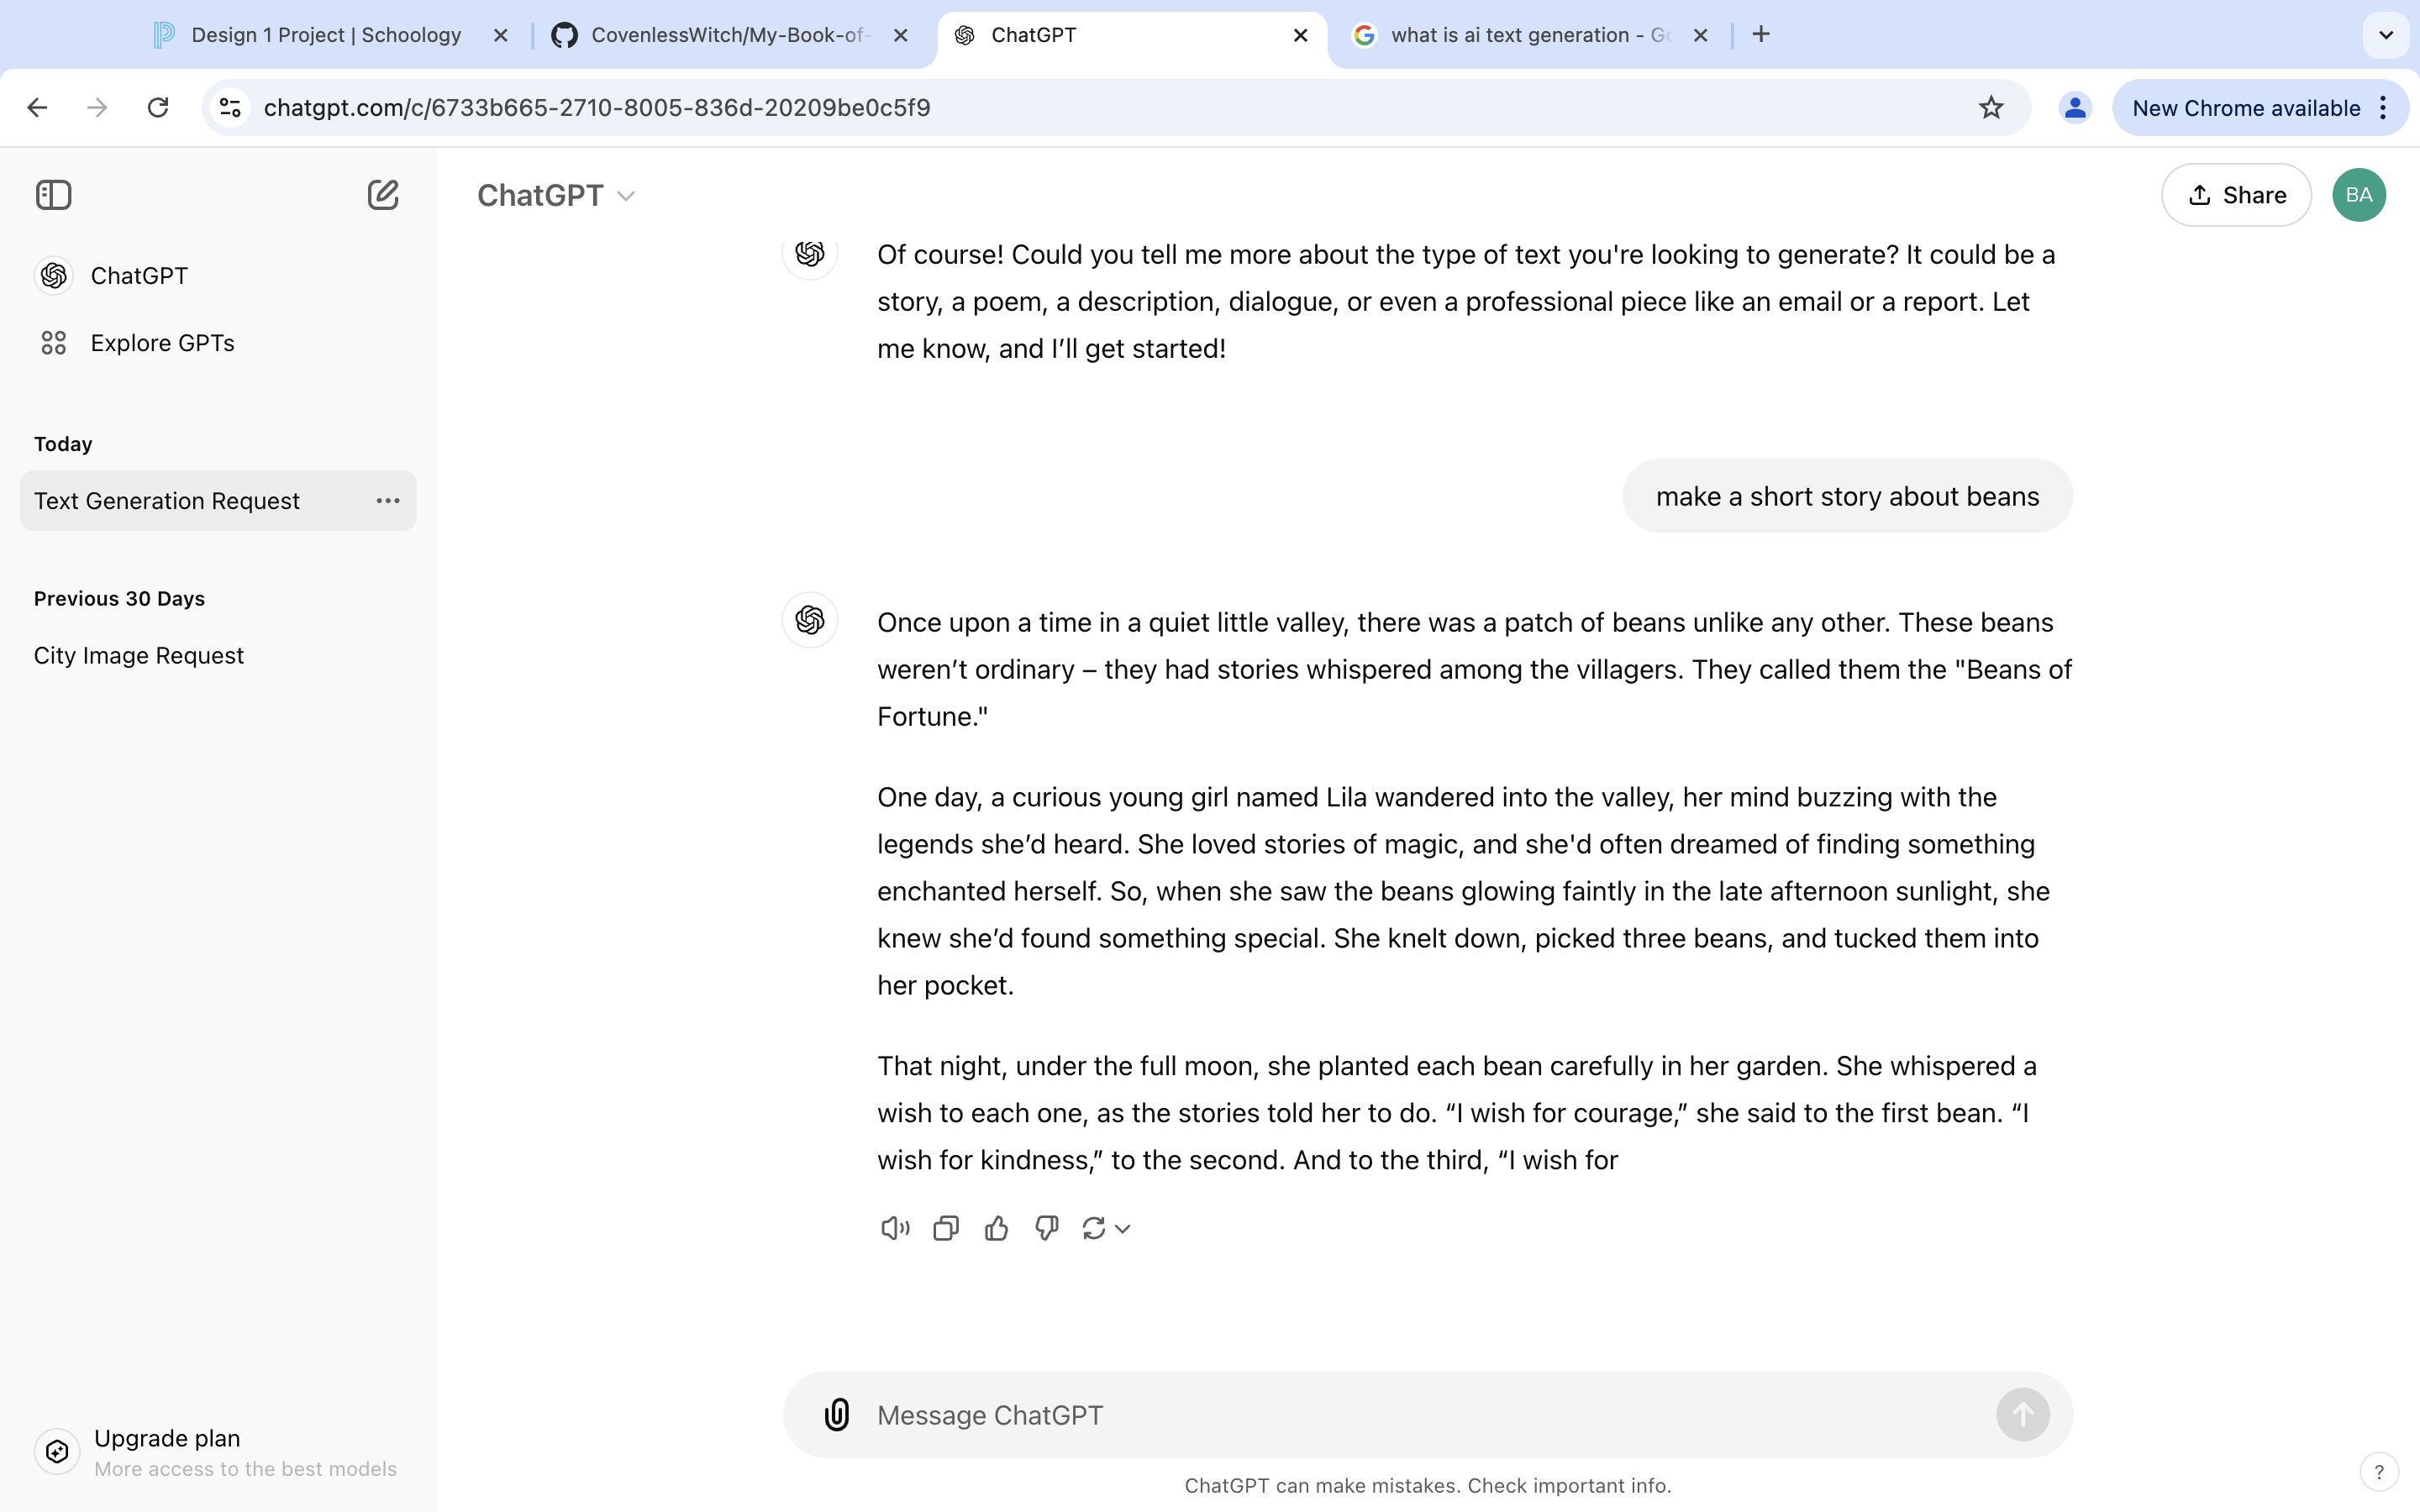 Design 1 Project | Schoology
CovenlessWitch/My-Book-of-
ChatGPT
what is ai text generation - Go
chatgpt.com/c/6733b665-2710-8005-836d-20209be0c5f9
New Chrome available
ChatGPT
Share
BA
ChatGPT
Explore GPTs
Today
Text Generation Request
Previous 30 Days
City Image Request
Of course! Could you tell me more about the type of text you're looking to generate? It could be a
story, a poem, a description, dialogue, or even a professional piece like an email or a report. Let
me know, and I’ll get started!
make a short story about beans
Once upon a time in a quiet little valley, there was a patch of beans unlike any other. These beans
weren’t ordinary – they had stories whispered among the villagers. They called them the "Beans of
Fortune."
One day, a curious young girl named Lila wandered into the valley, her mind buzzing with the
legends she’d heard. She loved stories of magic, and she'd often dreamed of finding something
enchanted herself. So, when she saw the beans glowing faintly in the late afternoon sunlight, she
knew she’d found something special. She knelt down, picked three beans, and tucked them into
her pocket.
That night, under the full moon, she planted each bean carefully in her garden. She whispered a
wish to each one, as the stories told her to do. “I wish for courage,” she said to the first bean. “I
wish for kindness,” to the second. And to the third, “I wish for
Upgrade plan
More access to the best models
Message ChatGPT
ChatGPT can make mistakes. Check important info.
?